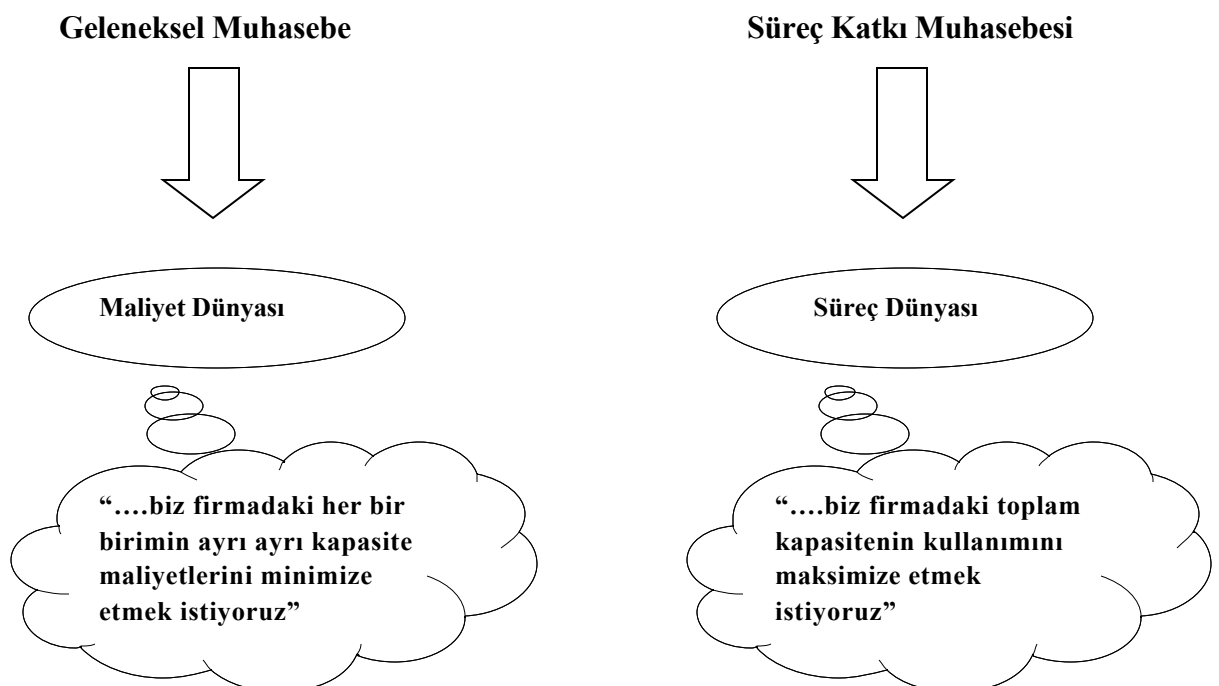 Geleneksel Muhasebe
Süreç Katkı Muhasebesi
Maliyet Dünyası
Süreç Dünyası
“….biz firmadaki her bir
birimin ayrı ayrı kapasite
maliyetlerini minimize
etmek istiyoruz”
“….biz firmadaki toplam
kapasitenin kullanımını
maksimize etmek
istiyoruz”